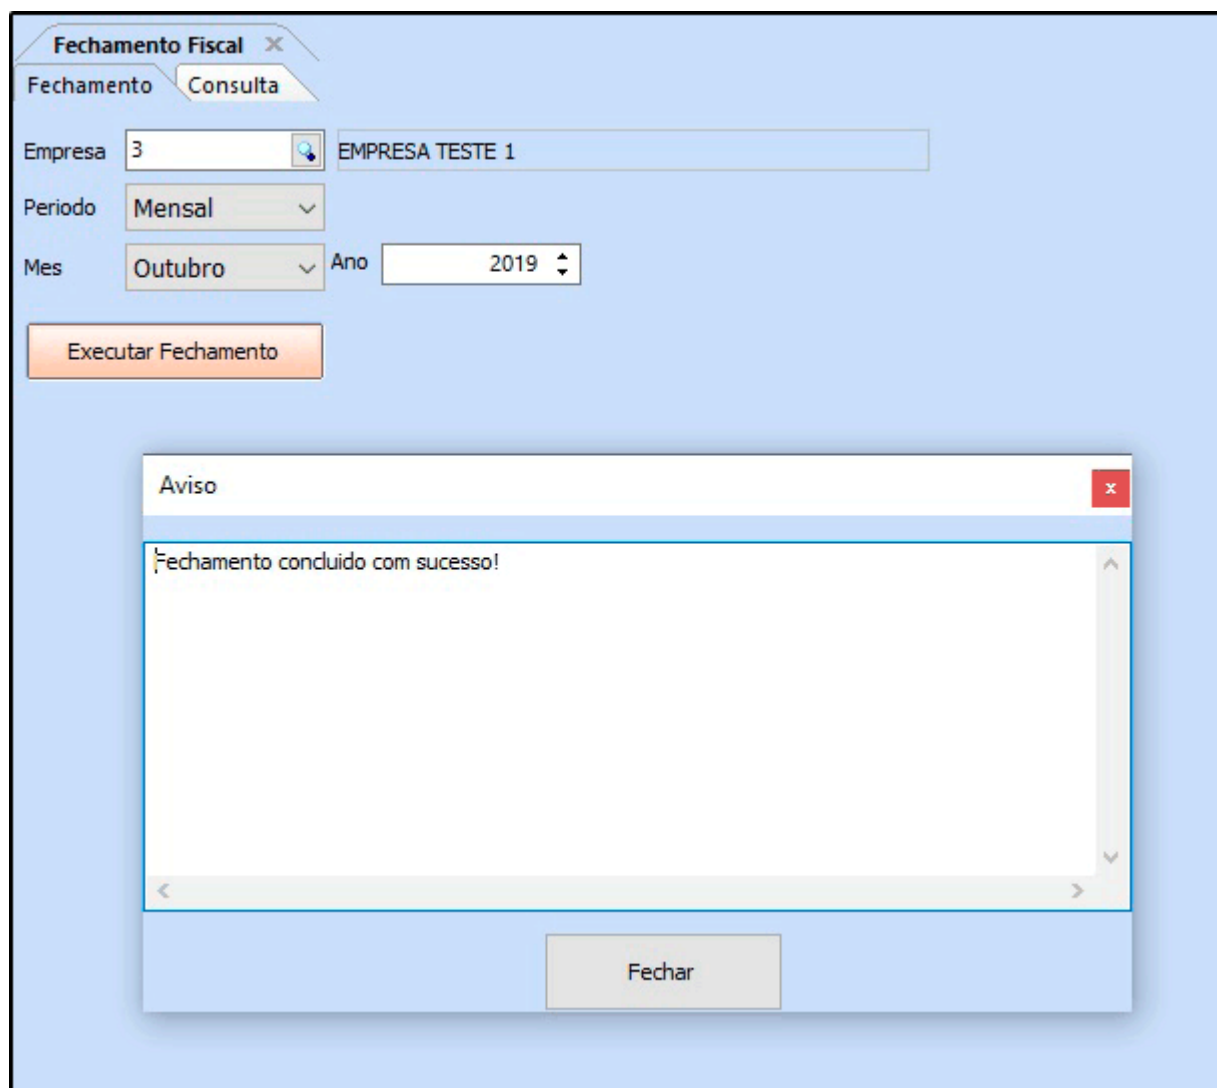 Fechamento Fiscal
Fechamento Consulta
Empresa 3 EMPRESA TESTE 1
Periodo Mensal
Mes Outubro Ano 2019
Executar Fechamento
Aviso
Fechamento concluido com sucesso!
Fechar